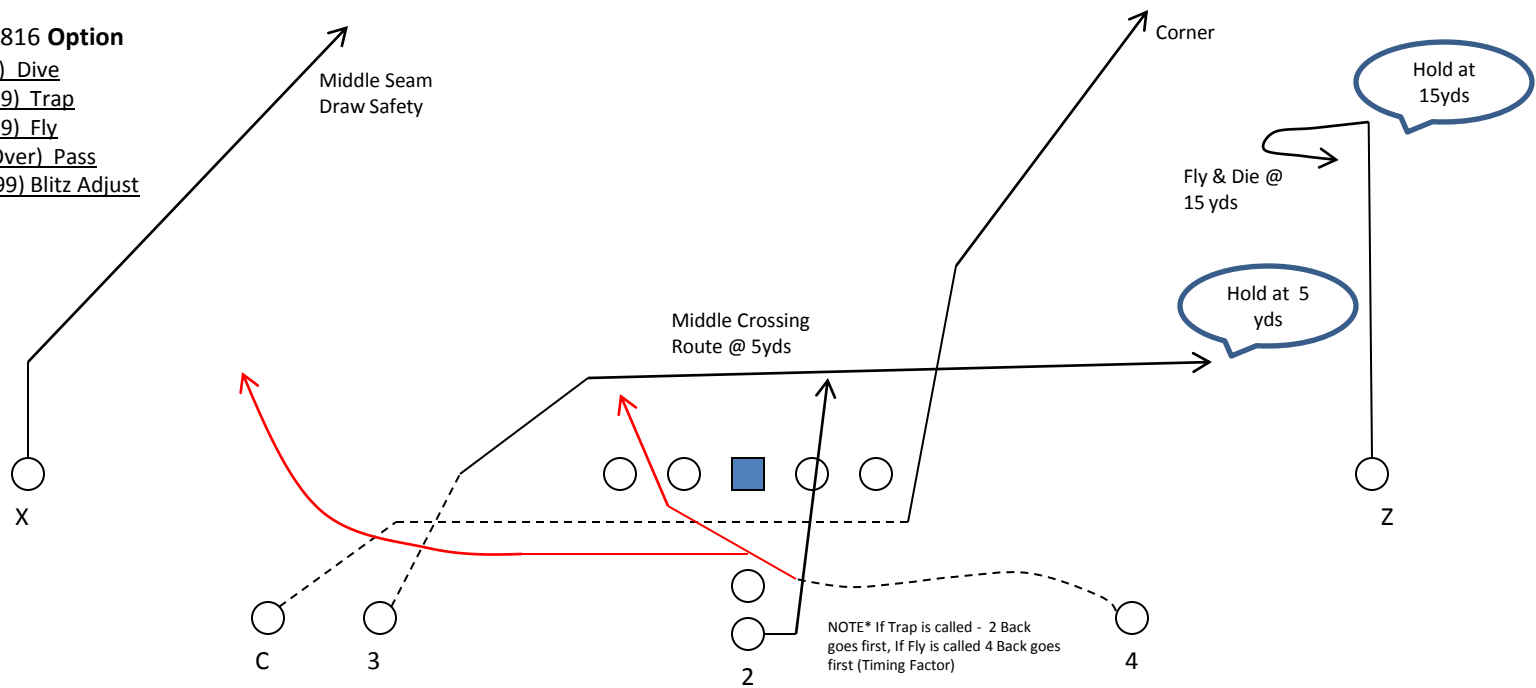 816 Option
) Dive
9) Trap
9) Fly
Over) Pass
99) Blitz Adjust
Middle Seam
Draw Safety
Corner
Hold at
15yds
Fly & Die @
15 yds
Hold at 5
yds
Middle Crossing
Route @ 5yds
X
Z
C
3
2
4
NOTE* If Trap is called - 2 Back
goes first, If Fly is called 4 Back goes
first (Timing Factor)